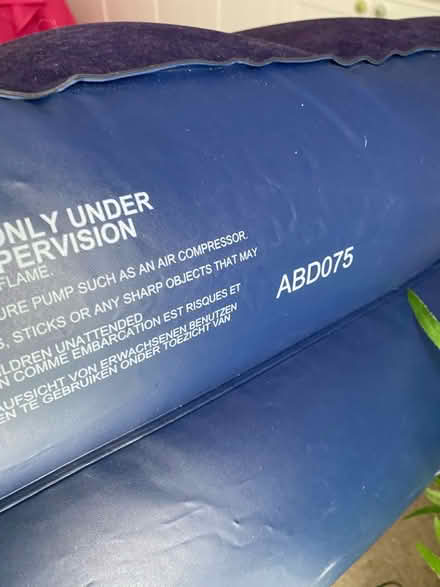 ONLY UNDER
PERVISION
FLAME.
URE PUMP SUCH AS AN AIR COMPRESSOR.
S, STICKS OR ANY SHARP OBJECTS THAT MAY
ILDREN UNATTENDED
N COMME EMBARCATION EST RISQUES ET
AUFSICHT VON ERWACHSENEN BENUTZEN
EN TE GEBRUIKEN ONDER TOEZICHT VAN
ABD075